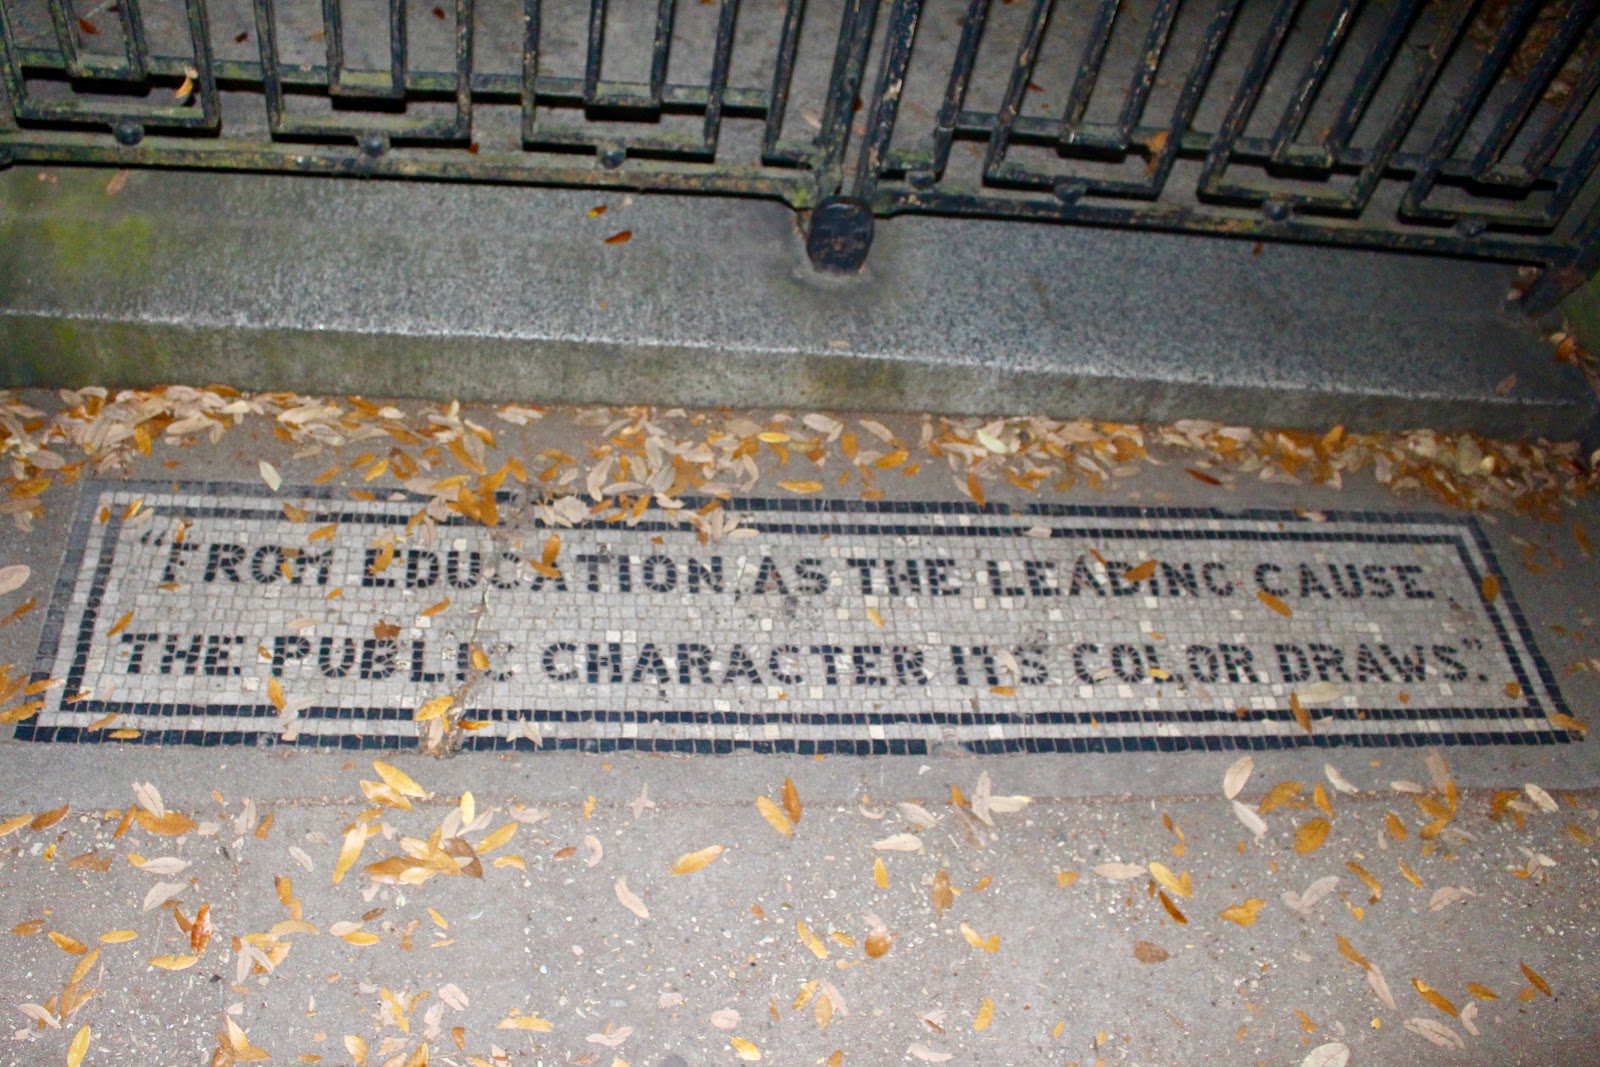 "FROM EDUCATION AS THE LEADING CAUSE
THE PUBLIC CHARACTER ITS COLOR DRAWS."